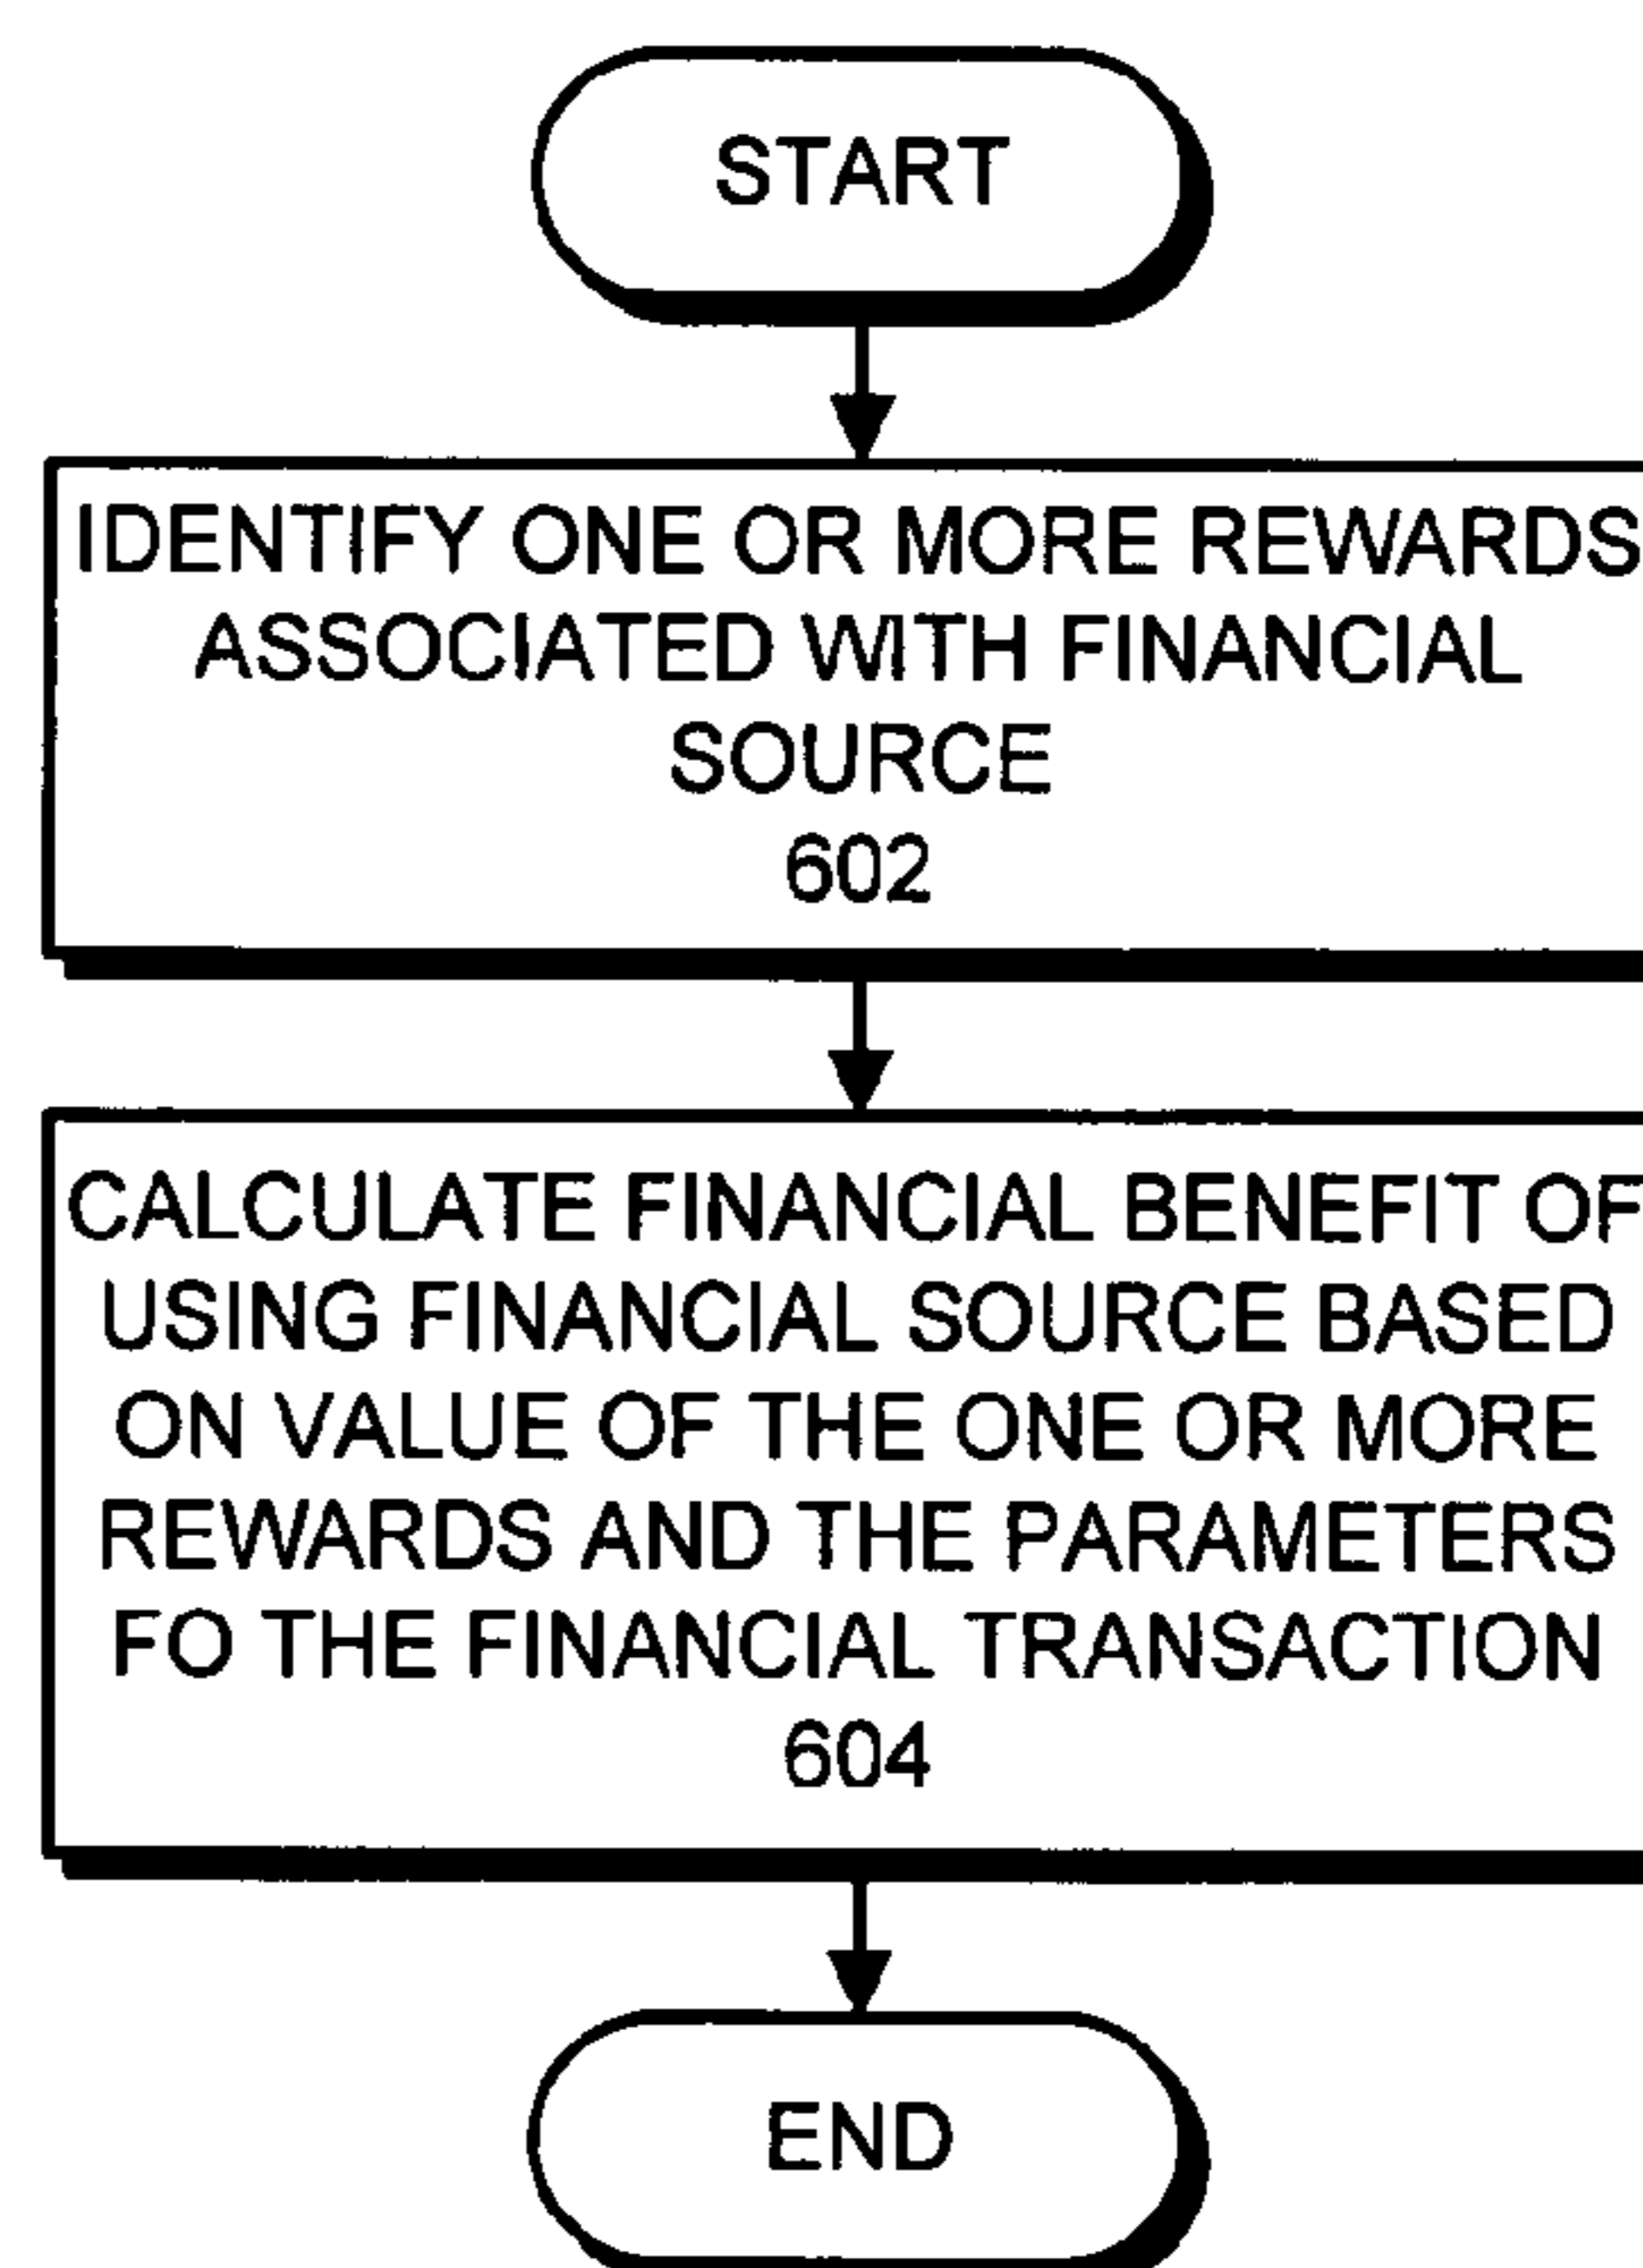 START
IDENTIFY ONE OR MORE REWARDS
ASSOCIATED WITH FINANCIAL
SOURCE
602
CALCULATE FINANCIAL BENEFIT OF
USING FINANCIAL SOURCE BASED
ON VALUE OF THE ONE OR MORE
REWARDS AND THE PARAMETERS
FO THE FINANCIAL TRANSACTION
604
END